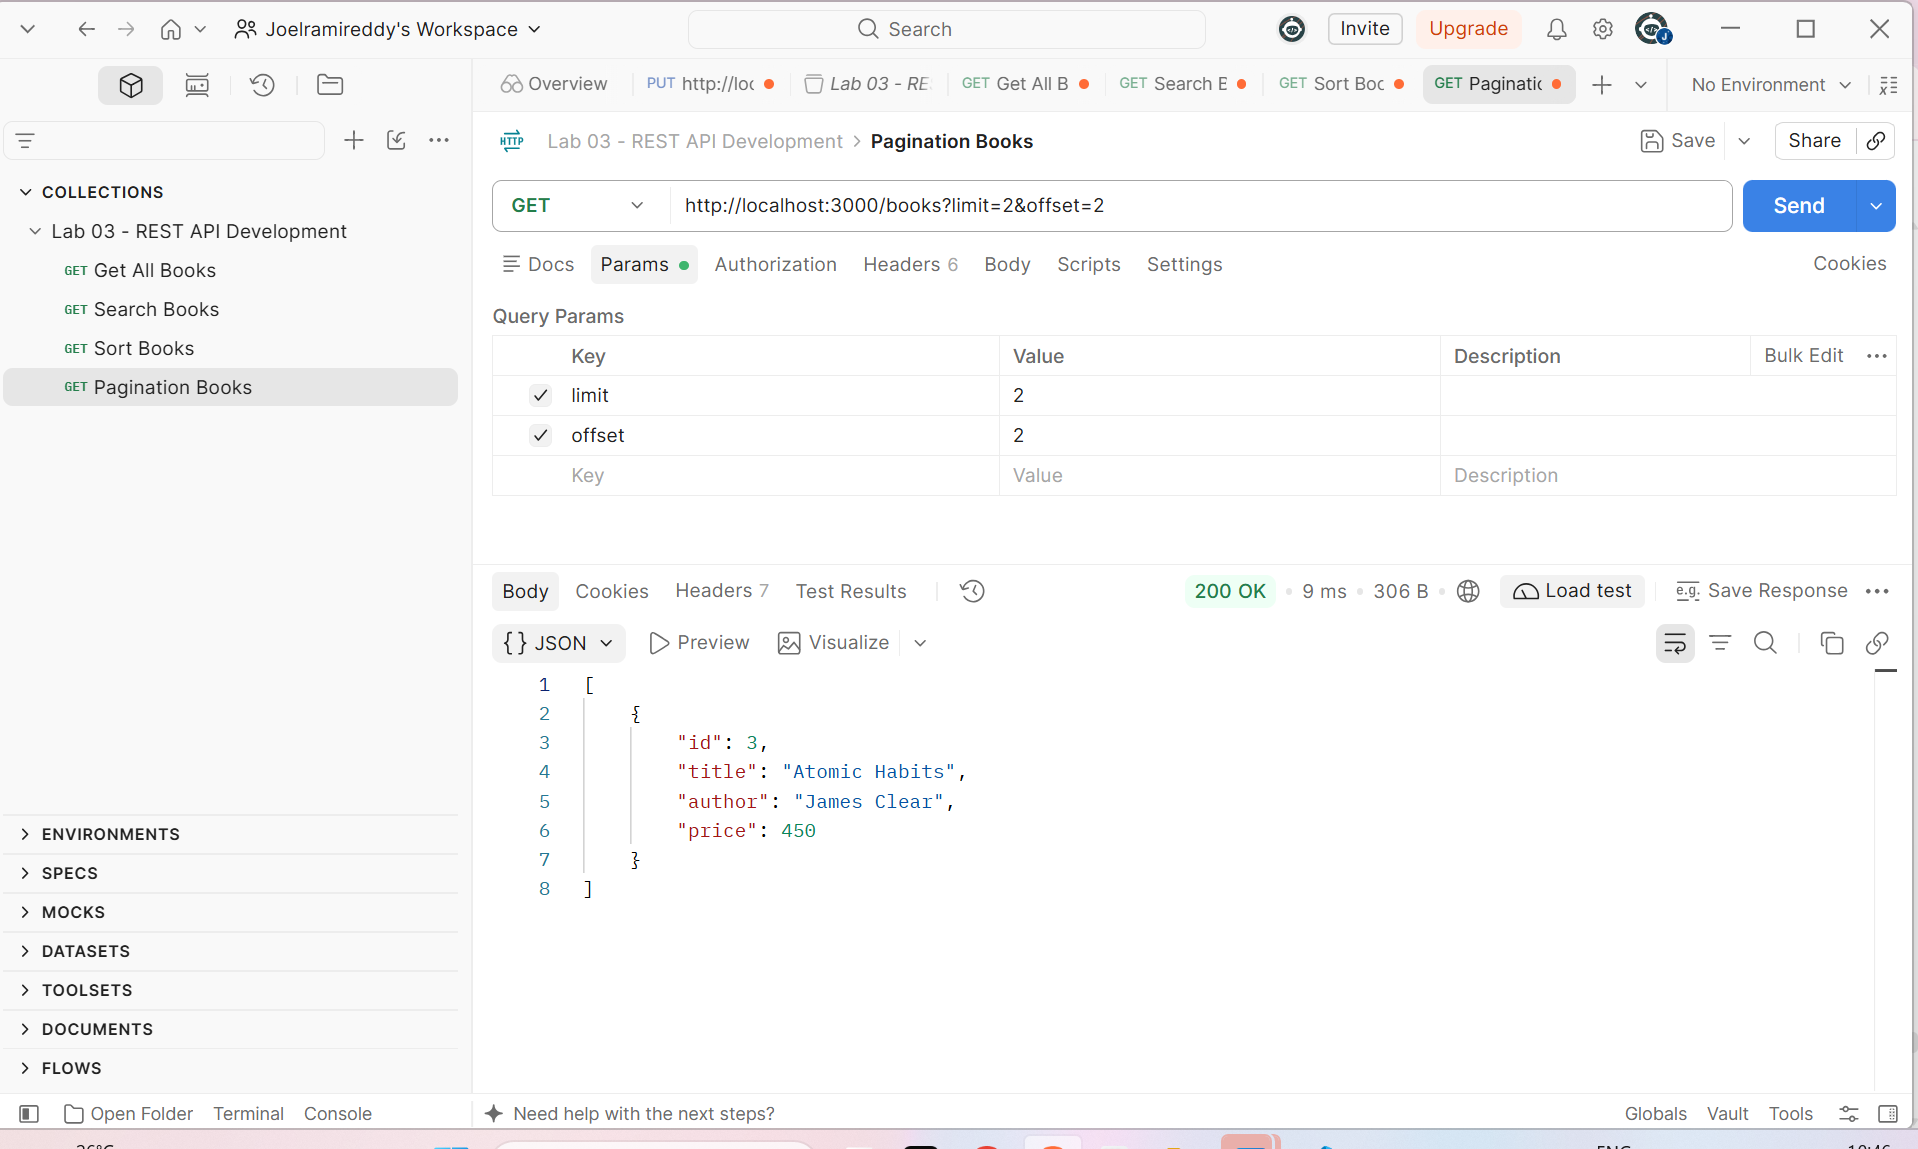 Joelramireddy's Workspace
Search
Invite
Upgrade
J
Overview
PUT http://loc
Lab 03 - RE
GET Get All B
GET Search E
GET Sort Boo
GET Paginatic
No Environment
HTTP Lab 03 - REST API Development > Pagination Books
Save
Share
COLLECTIONS
Lab 03 - REST API Development
GET Get All Books
GET Search Books
GET Sort Books
GET Pagination Books
GET http://localhost:3000/books?limit=2&offset=2
Send
Docs Params Authorization Headers 6 Body Scripts Settings Cookies
Query Params
Key Value Description Bulk Edit
limit 2
offset 2
Key Value Description
Body Cookies Headers 7 Test Results
200 OK • 9 ms • 306 B
Load test
e.g. Save Response
{} JSON Preview Visualize
1 [
2 {
3 "id": 3,
4 "title": "Atomic Habits",
5 "author": "James Clear",
6 "price": 450
7 }
8 ]
ENVIRONMENTS
SPECS
MOCKS
DATASETS
TOOLSETS
DOCUMENTS
FLOWS
Open Folder Terminal Console
Need help with the next steps?
Globals Vault Tools